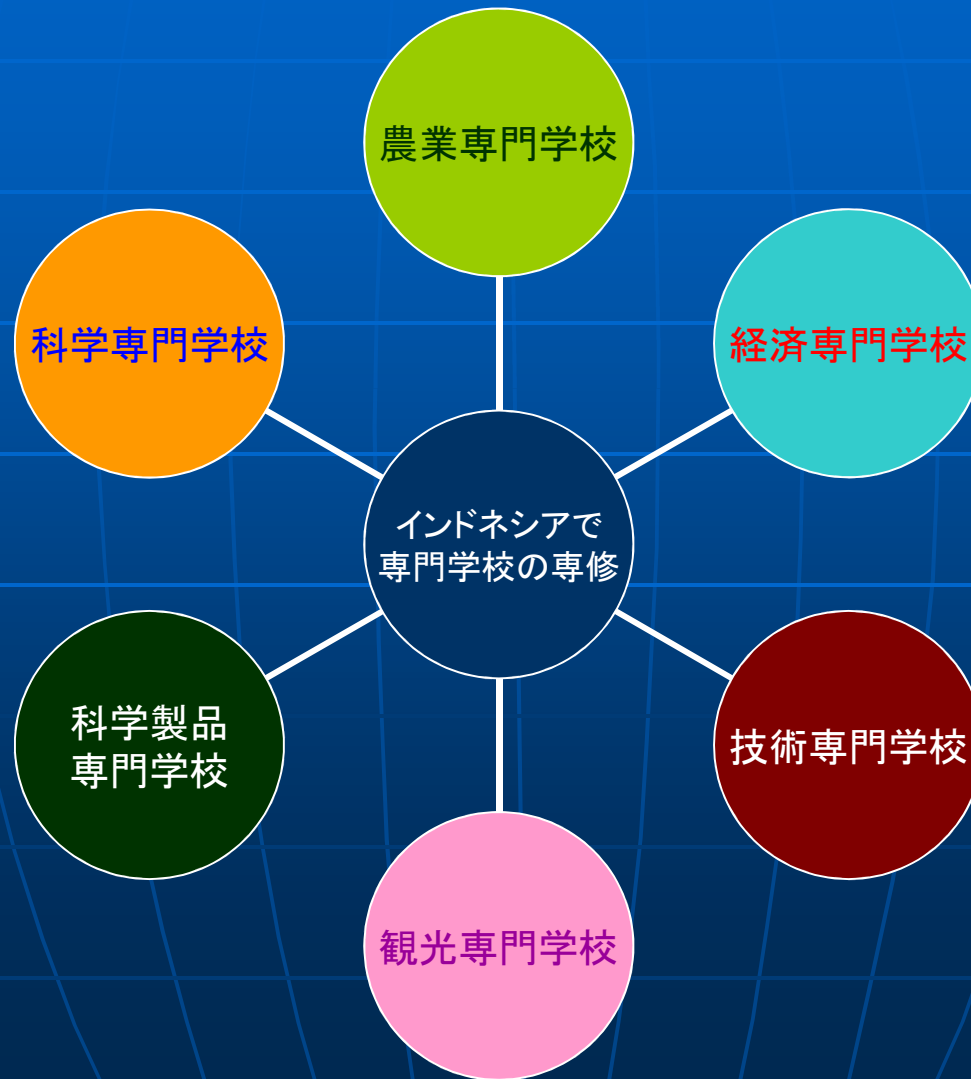 農業専門学校
科学専門学校
経済専門学校
インドネシアで
専門学校の専修
科学製品
専門学校
技術専門学校
観光専門学校